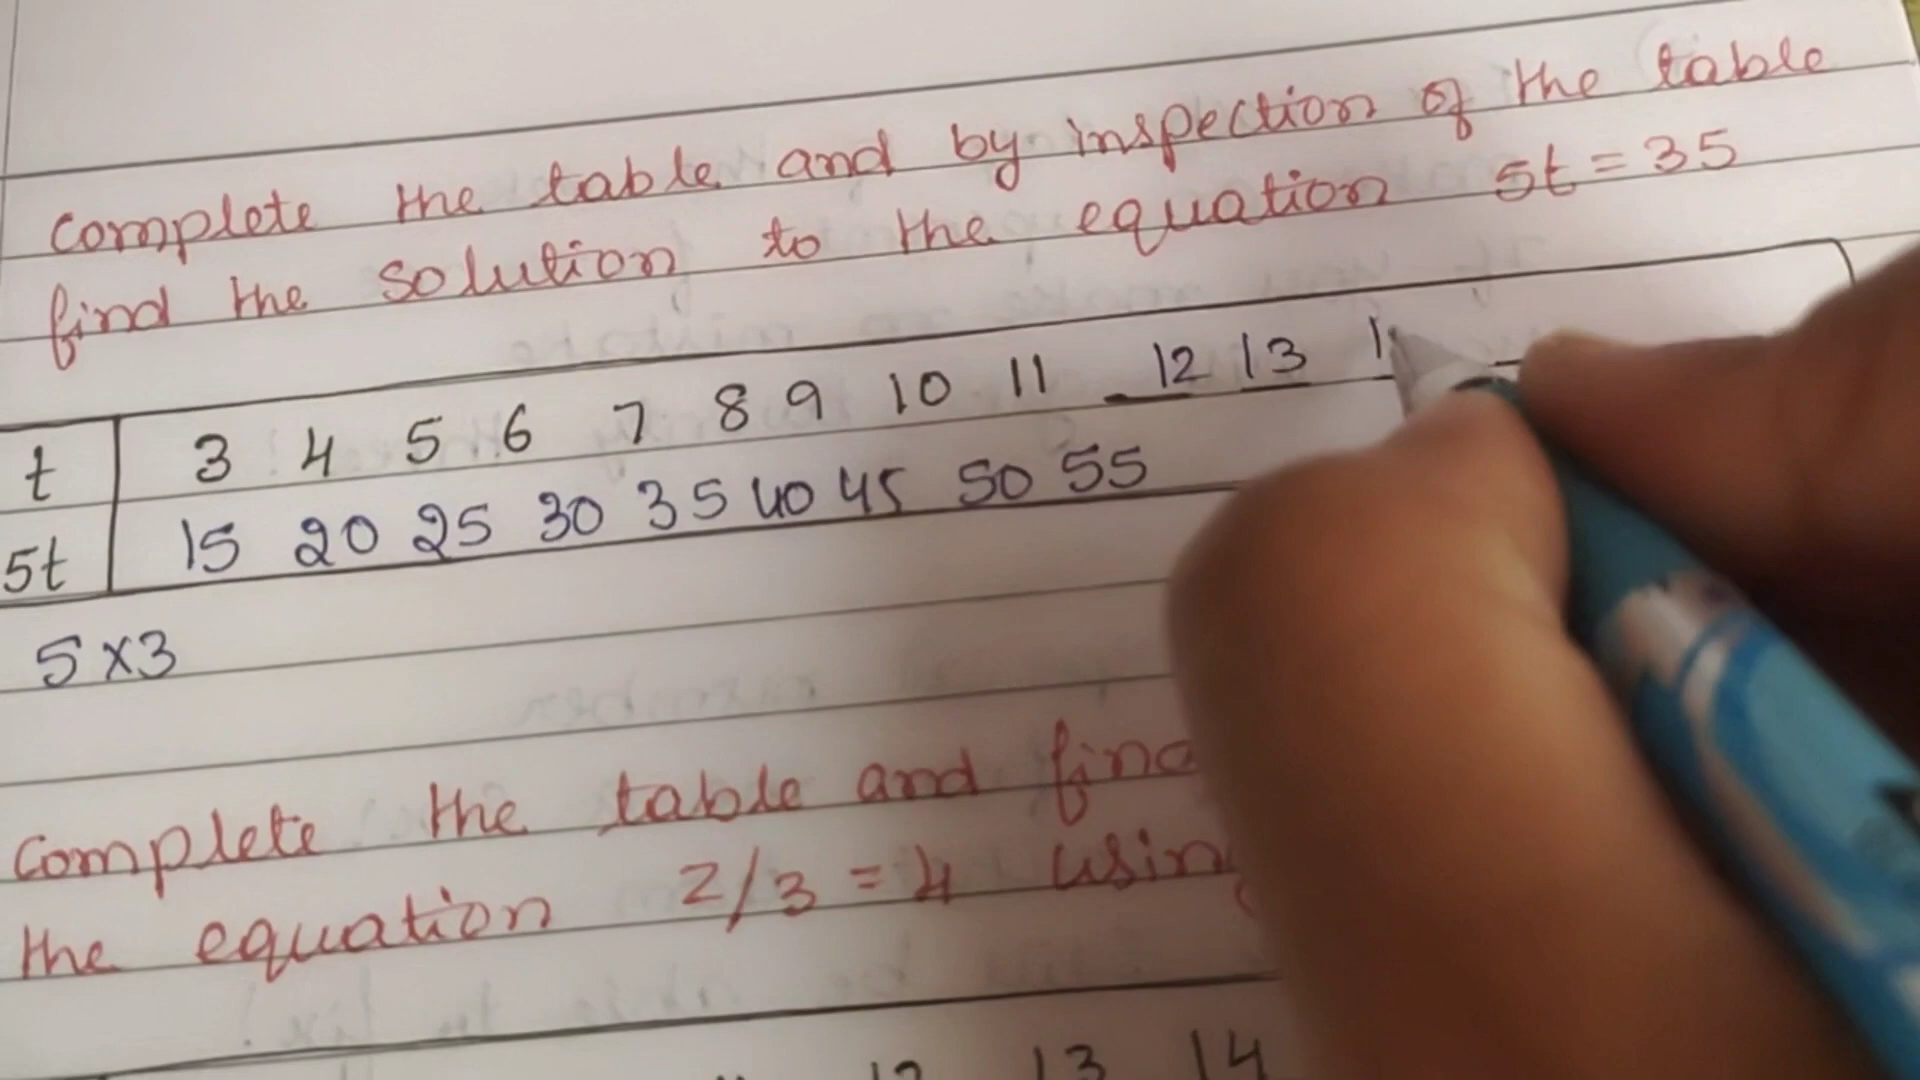 complete the table and by inspection of the table
find the solution to the equation 5t = 35
t 3 4 5 6 7 8 9 10 11 12 13 1
5t 15 20 25 30 35 40 45 50 55
5x3
complete the table and find
the equation z/3 = 4 using
13 14